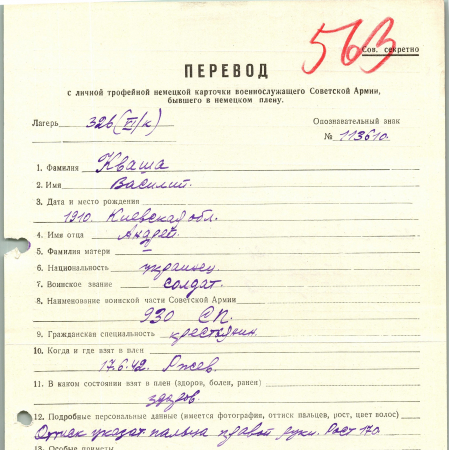 563
Сов. секретно
ПЕРЕВОД
с личной трофейной немецкой карточки военнослужащего Советской Армии,
бывшего в немецком плену.
Лагерь 326 (VI/к) Опознавательный знак
№ 113610.
1. Фамилия Кваша
2. Имя Василий.
3. Дата и место рождения
1910. Киевская обл.
4. Имя отца Андрев.
5. Фамилия матери —
6. Национальность украинец
7. Воинское звание солдат.
8. Наименование воинской части Советской Армии
930 СП.
9. Гражданская специальность крестьянин.
10. Когда и где взят в плен
17.6.42. Ржев.
11. В каком состоянии взят в плен (здоров, болен, ранен)
здоров.
12. Подробные персональные данные (имеется фотография, оттиск пальцев, рост, цвет волос)
Оттиск указат. пальца правой руки. Рост 170.
13. Особые приметы